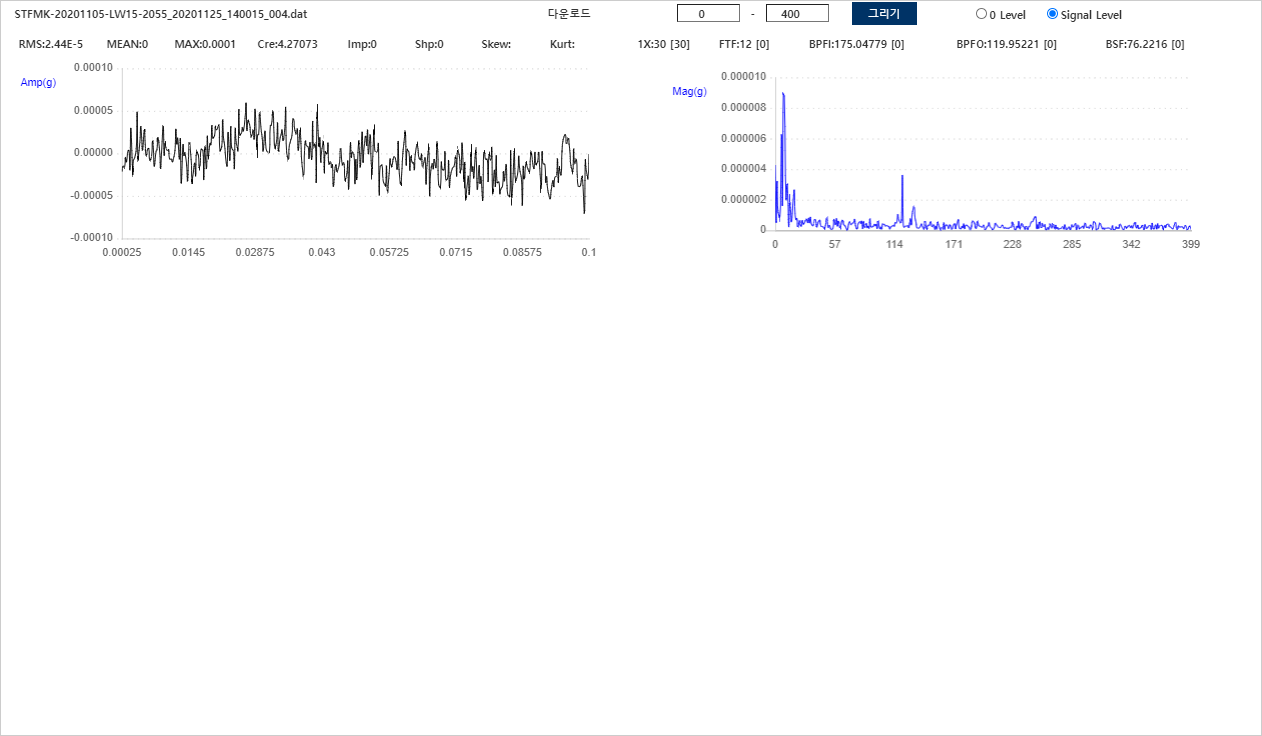 STFMK-20201105-LW15-2055_20201125_140015_004.dat 다운로드 0 - 400 그리기 0 Level Signal Level
RMS:2.44E-5 MEAN:0 MAX:0.0001 Cre:4.27073 Imp:0 Shp:0 Skew: Kurt: 1X:30 [30] FTF:12 [0] BPFI:175.04779 [0] BPFO:119.95221 [0] BSF:76.2216 [0]
Amp(g)
0.00010
0.00005
0.00000
-0.00005
-0.00010
0.00025 0.0145 0.02875 0.043 0.05725 0.0715 0.08575 0.1
Mag(g)
0.000010
0.000008
0.000006
0.000004
0.000002
0
0 57 114 171 228 285 342 399